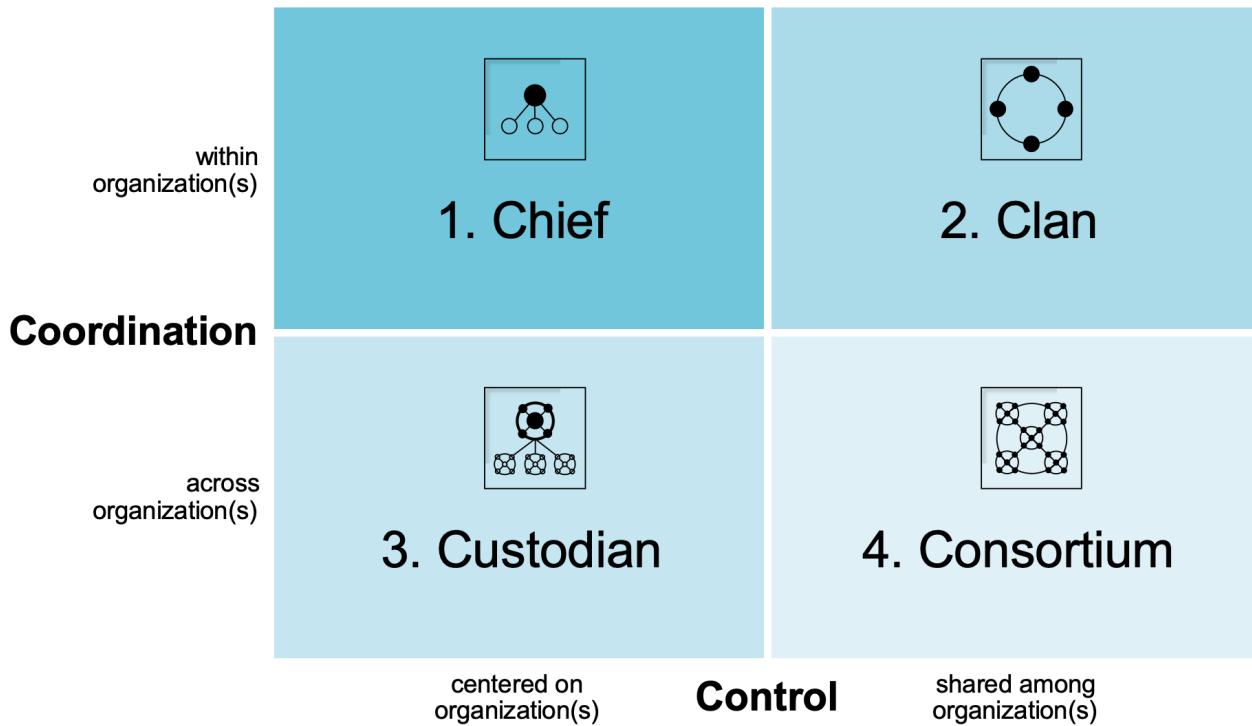 within
organization(s)
1. Chief
2. Clan
Coordination
across
organization(s)
3. Custodian
4. Consortium
centered on
organization(s)
Control
shared among
organization(s)